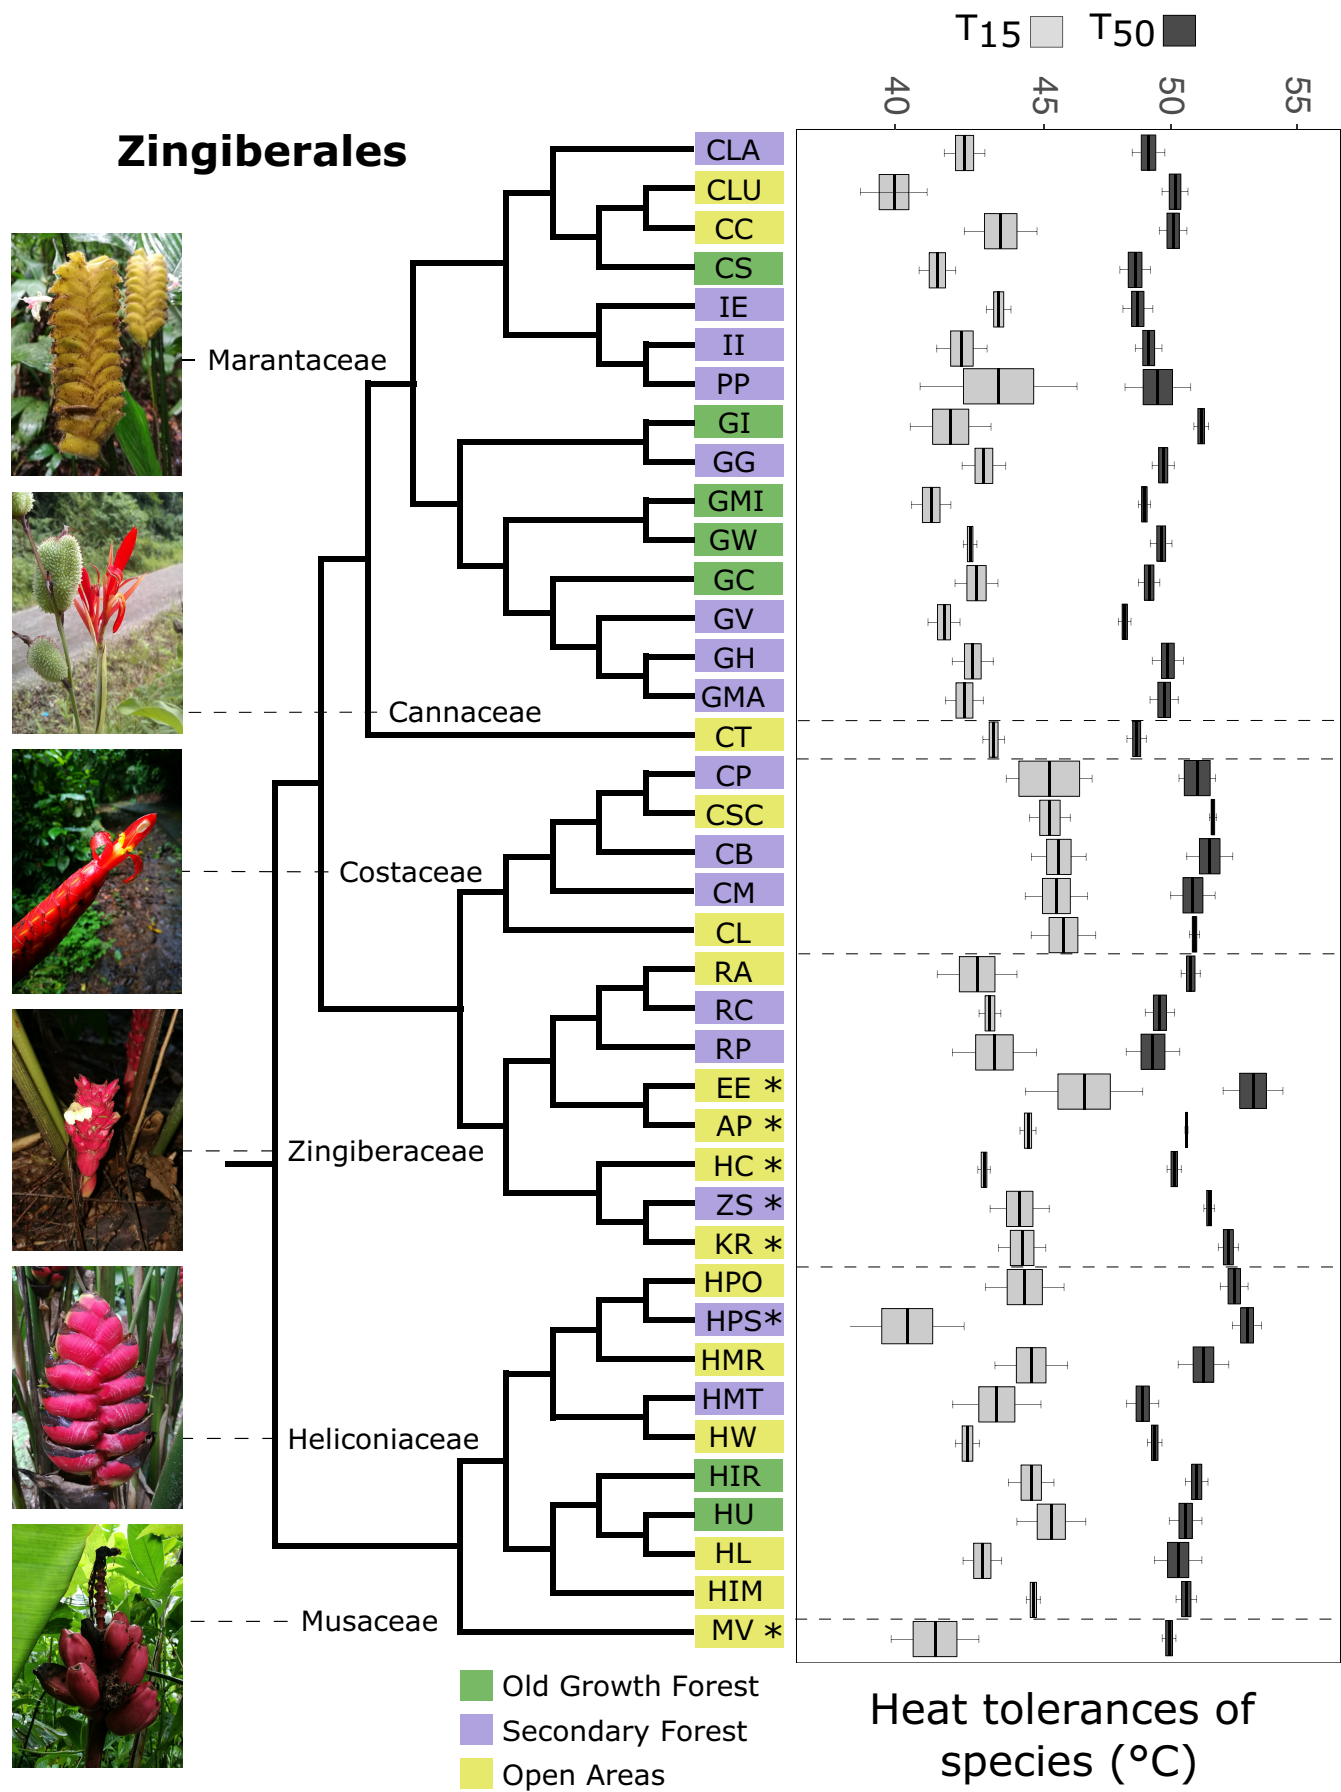 T15 T50
40 45 50 55
Zingiberales
CLA
CLU
CC
CS
IE
II
PP
Marantaceae
GI
GG
GMI
GW
GC
GV
GH
GMA
Cannaceae
CT
CP
CSC
CB
CM
CL
Costaceae
RA
RC
RP
EE *
AP *
HC *
ZS *
KR *
Zingiberaceae
HPO
HPS*
HMR
HMT
HW
HIR
HU
HL
HIM
Heliconiaceae
MV *
Musaceae
Old Growth Forest
Secondary Forest
Open Areas
Heat tolerances of
species (°C)